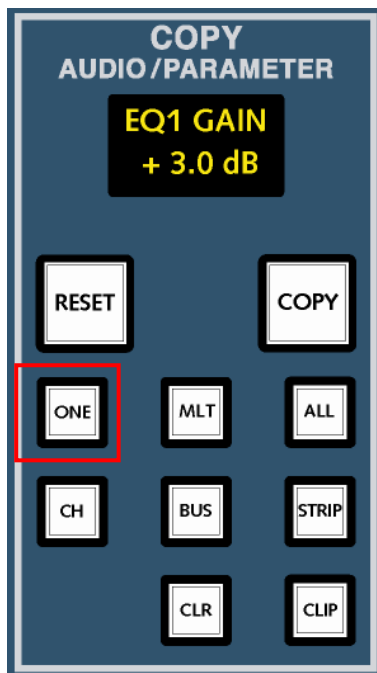 COPY
AUDIO/PARAMETER
EQ1 GAIN
+ 3.0 dB
RESET COPY
ONE MLT ALL
CH BUS STRIP
CLR CLIP